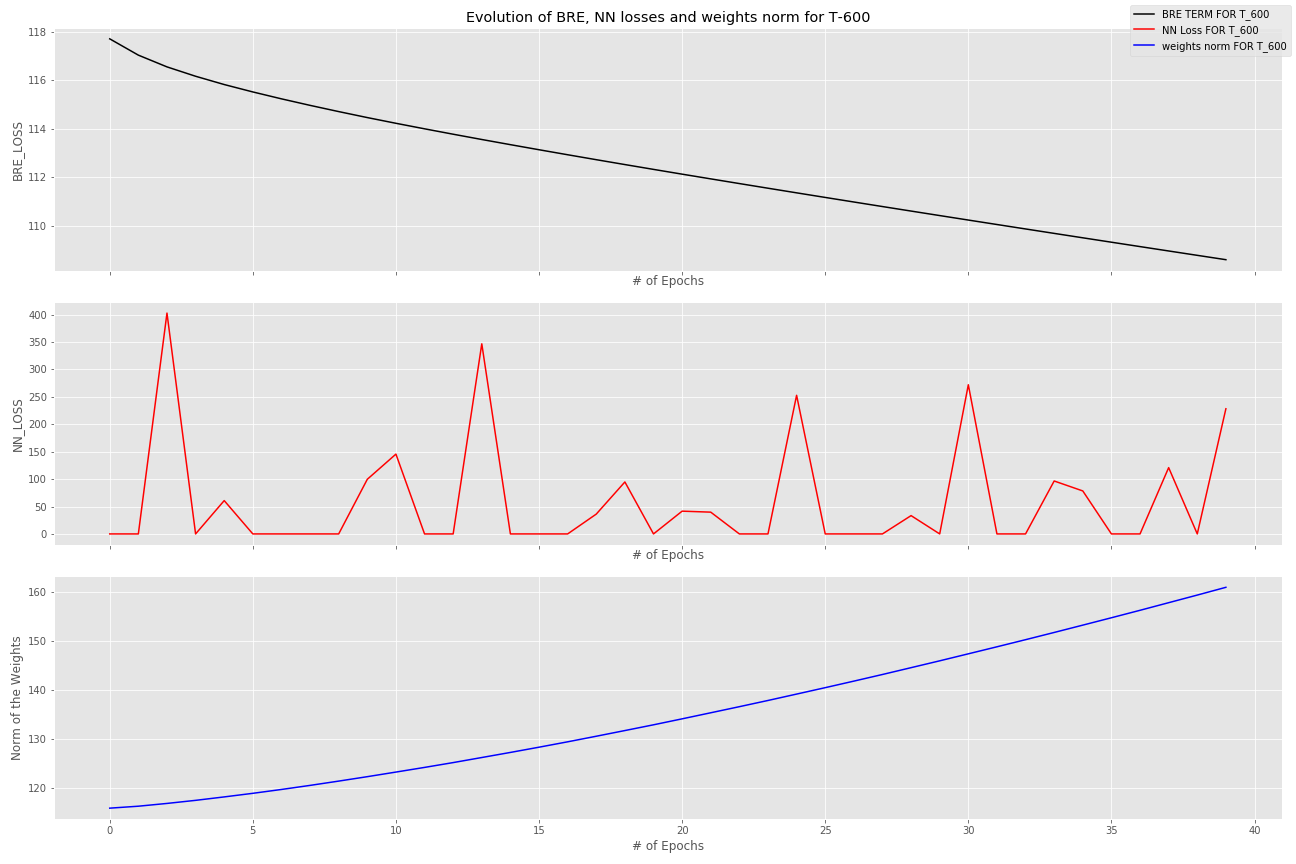 Evolution of BRE, NN losses and weights norm for T-600
BRE TERM FOR T_600
NN Loss FOR T_600
weights norm FOR T_600
BRE_LOSS
118
116
114
112
110
# of Epochs
NN_LOSS
400
350
300
250
200
150
100
50
0
# of Epochs
Norm of the Weights
160
150
140
130
120
0 5 10 15 20 25 30 35 40
# of Epochs